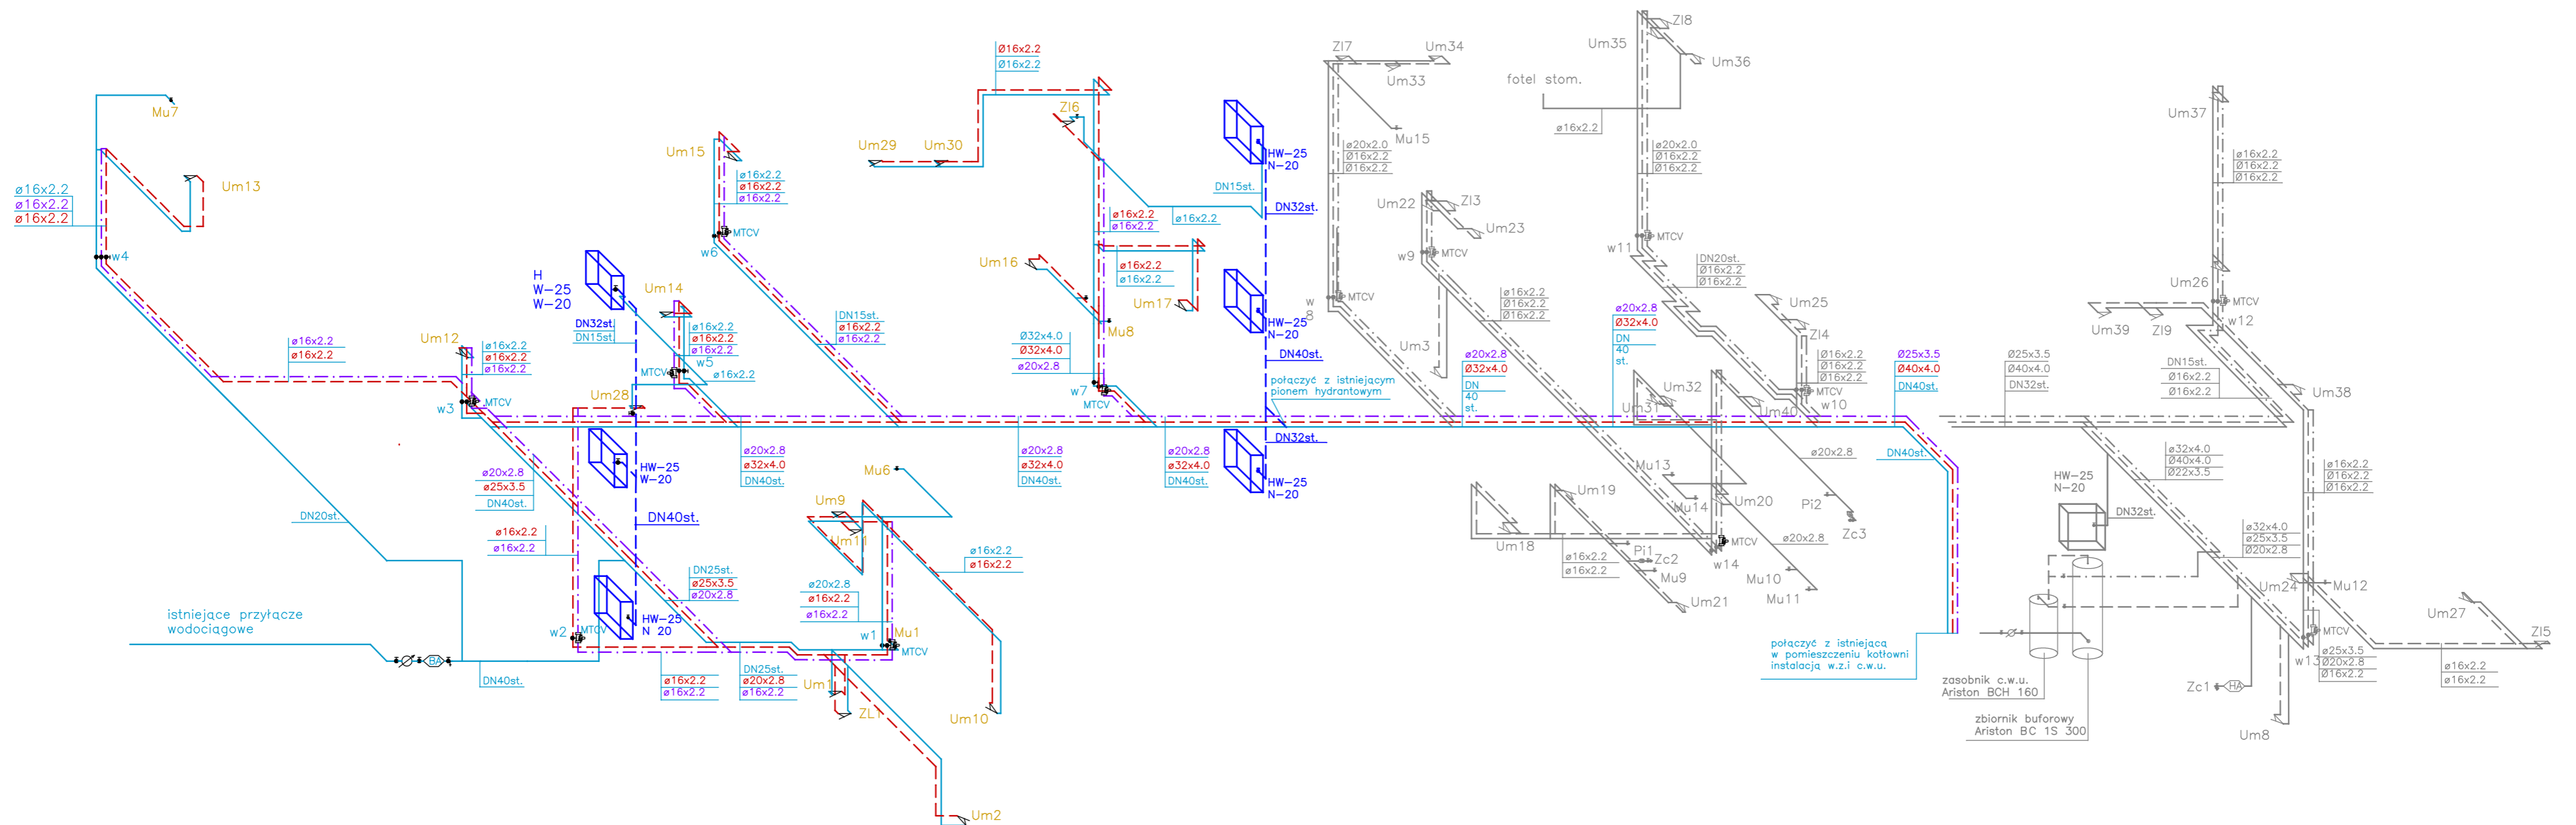 Mu7
Um13
ø16x2.2
ø16x2.2
ø16x2.2
w4
ø16x2.2
ø16x2.2
DN20st.
istniejące przyłącze
wodociągowe
BA
DN40st.
Um12
ø16x2.2
ø16x2.2
ø16x2.2
w3
MTCV
ø20x2.8
ø25x3.5
DN40st.
ø16x2.2
ø16x2.2
w2
MTCV
H
W-25
W-20
DN32st.
DN15st.
Um14
ø16x2.2
ø16x2.2
ø16x2.2
w5
MTCV
ø16x2.2
Um28
HW-25
W-20
DN40st.
HW-25
N 20
DN25st.
ø25x3.5
ø20x2.8
ø16x2.2
ø16x2.2
DN25st.
ø20x2.8
ø16x2.2
Um15
ø16x2.2
ø16x2.2
ø16x2.2
w6
MTCV
DN15st.
ø16x2.2
ø16x2.2
ø20x2.8
ø32x4.0
DN40st.
Um9
Um11
Mu6
ø16x2.2
ø16x2.2
ø20x2.8
ø16x2.2
ø16x2.2
w1
Mu1
MTCV
Um1
ZL1
Um10
Um2
Ø16x2.2
Ø16x2.2
Um29
Um30
Zl6
ø16x2.2
ø16x2.2
ø16x2.2
DN15st.
Um16
ø16x2.2
ø16x2.2
Um17
Mu8
Ø32x4.0
Ø32x4.0
ø20x2.8
w7
MTCV
ø20x2.8
ø32x4.0
DN40st.
ø20x2.8
ø32x4.0
DN40st.
HW-25
N-20
DN32st.
HW-25
N-20
DN40st.
połączyć z istniejącym
pionem hydrantowym
DN32st.
HW-25
N-20
Zl7
Um34
Um33
Mu15
ø20x2.0
Ø16x2.2
Ø16x2.2
w
8
MTCV
Um22
Zl3
Um23
w9
MTCV
Um3
ø16x2.2
Ø16x2.2
Ø16x2.2
ø20x2.8
Ø32x4.0
DN
40
st.
fotel stom.
ø16x2.2
Um35
Zl8
Um36
ø20x2.0
Ø16x2.2
Ø16x2.2
w11
MTCV
DN20st.
Ø16x2.2
Ø16x2.2
ø20x2.8
Ø32x4.0
DN
40
st.
Um25
Zl4
Ø16x2.2
Ø16x2.2
Ø16x2.2
MTCV
w10
Um32
Um31
Um40
ø20x2.8
Pi2
Zc3
Mu13
Mu14
Um20
ø20x2.8
Um19
Um18
ø16x2.2
ø16x2.2
Pi1
Zc2
Mu9
Um21
MTCV
w14
Mu10
Mu11
Ø25x3.5
Ø40x4.0
DN40st.
DN40st.
połączyć z istniejąca
w pomieszczeniu kotłowni
instalacją w.z.i c.w.u.
Ø25x3.5
Ø40x4.0
DN32st.
HW-25
N-20
DN32st.
zasobnik c.w.u.
Ariston BCH 160
zbiornik buforowy
Ariston BC 1S 300
Um37
ø16x2.2
Ø16x2.2
Ø16x2.2
Um26
MTCV
w12
Um39
Zl9
DN15st.
Ø16x2.2
Ø16x2.2
Um38
ø32x4.0
Ø40x4.0
Ø22x3.5
ø16x2.2
Ø16x2.2
Ø16x2.2
ø32x4.0
ø25x3.5
Ø20x2.8
Um24
Mu12
MTCV
w13
ø25x3.5
Ø20x2.8
Ø16x2.2
Zc1
HA
Um8
Um27
Zl5
ø16x2.2
ø16x2.2